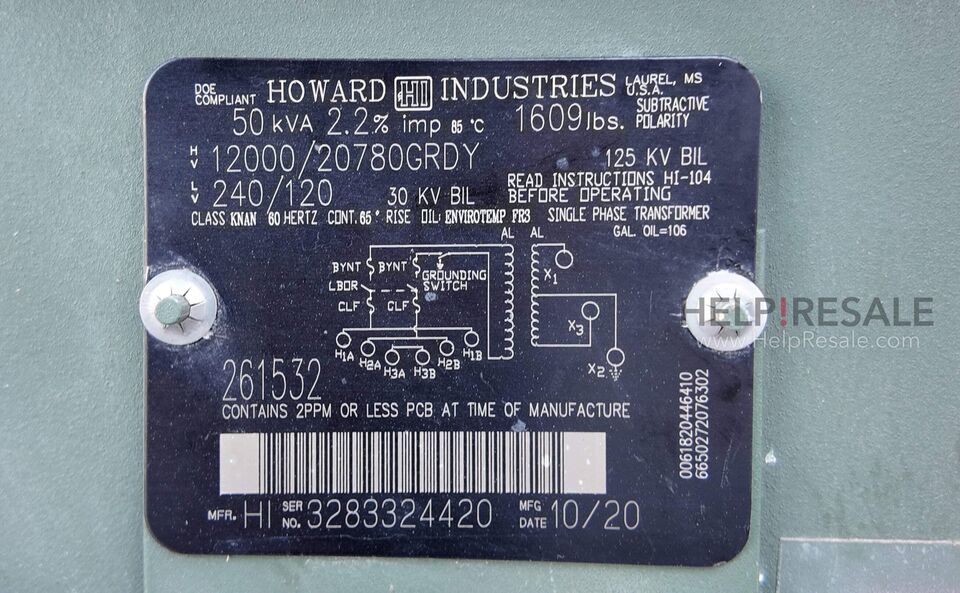 DOE COMPLIANT HOWARD HI INDUSTRIES LAUREL, MS U.S.A.
50 kVA 2.2% imp 85 °C 1609 lbs. SUBTRACTIVE POLARITY
HV 12000/20780GRDY 125 KV BIL
LV 240/120 30 KV BIL READ INSTRUCTIONS HI-104 BEFORE OPERATING
CLASS KNAN 60 HERTZ CONT. 65° RISE OIL: ENVIROTEMP FR3 SINGLE PHASE TRANSFORMER
GAL. OIL=106
AL AL
BYNT BYNT
GROUNDING SWITCH
X1
LBOR
CLF CLF
X3
H1A H2A H3A H3B H2B H1B
X2
HELP!RESALE
www.HelpResale.com
261532
CONTAINS 2PPM OR LESS PCB AT TIME OF MANUFACTURE
0061820446410
6650272076302
MFR. HI SER NO. 3283324420 MFG DATE 10/20